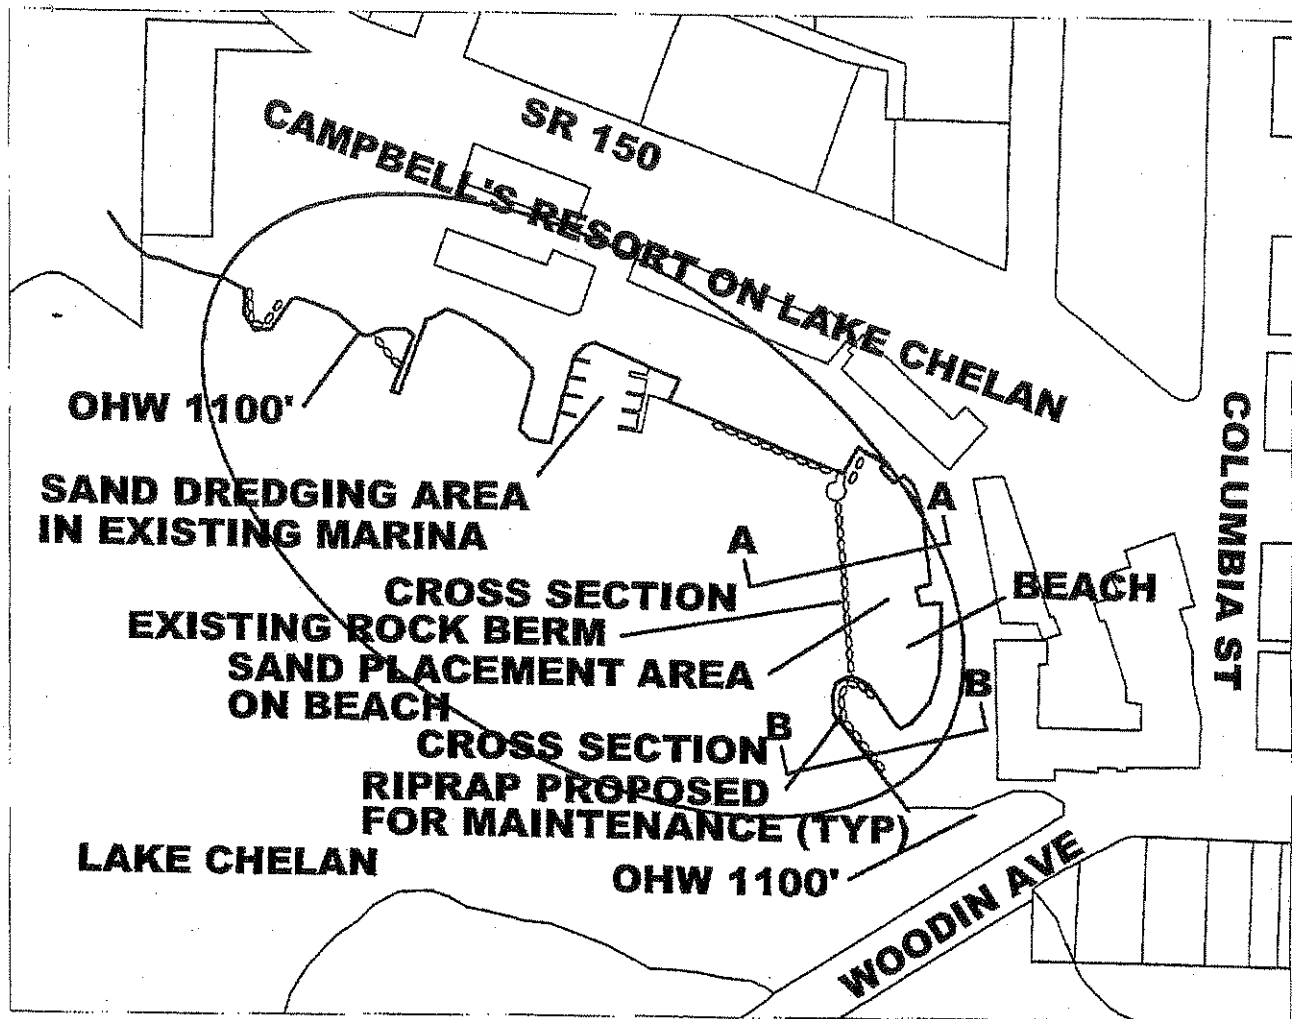 SR 150
CAMPBELL'S RESORT ON LAKE CHELAN
OHW 1100'
COLUMBIA ST
SAND DREDGING AREA
IN EXISTING MARINA
A
A
CROSS SECTION
BEACH
EXISTING ROCK BERM
SAND PLACEMENT AREA
ON BEACH
B
B
CROSS SECTION
RIPRAP PROPOSED
FOR MAINTENANCE (TYP)
LAKE CHELAN
OHW 1100'
WOODIN AVE